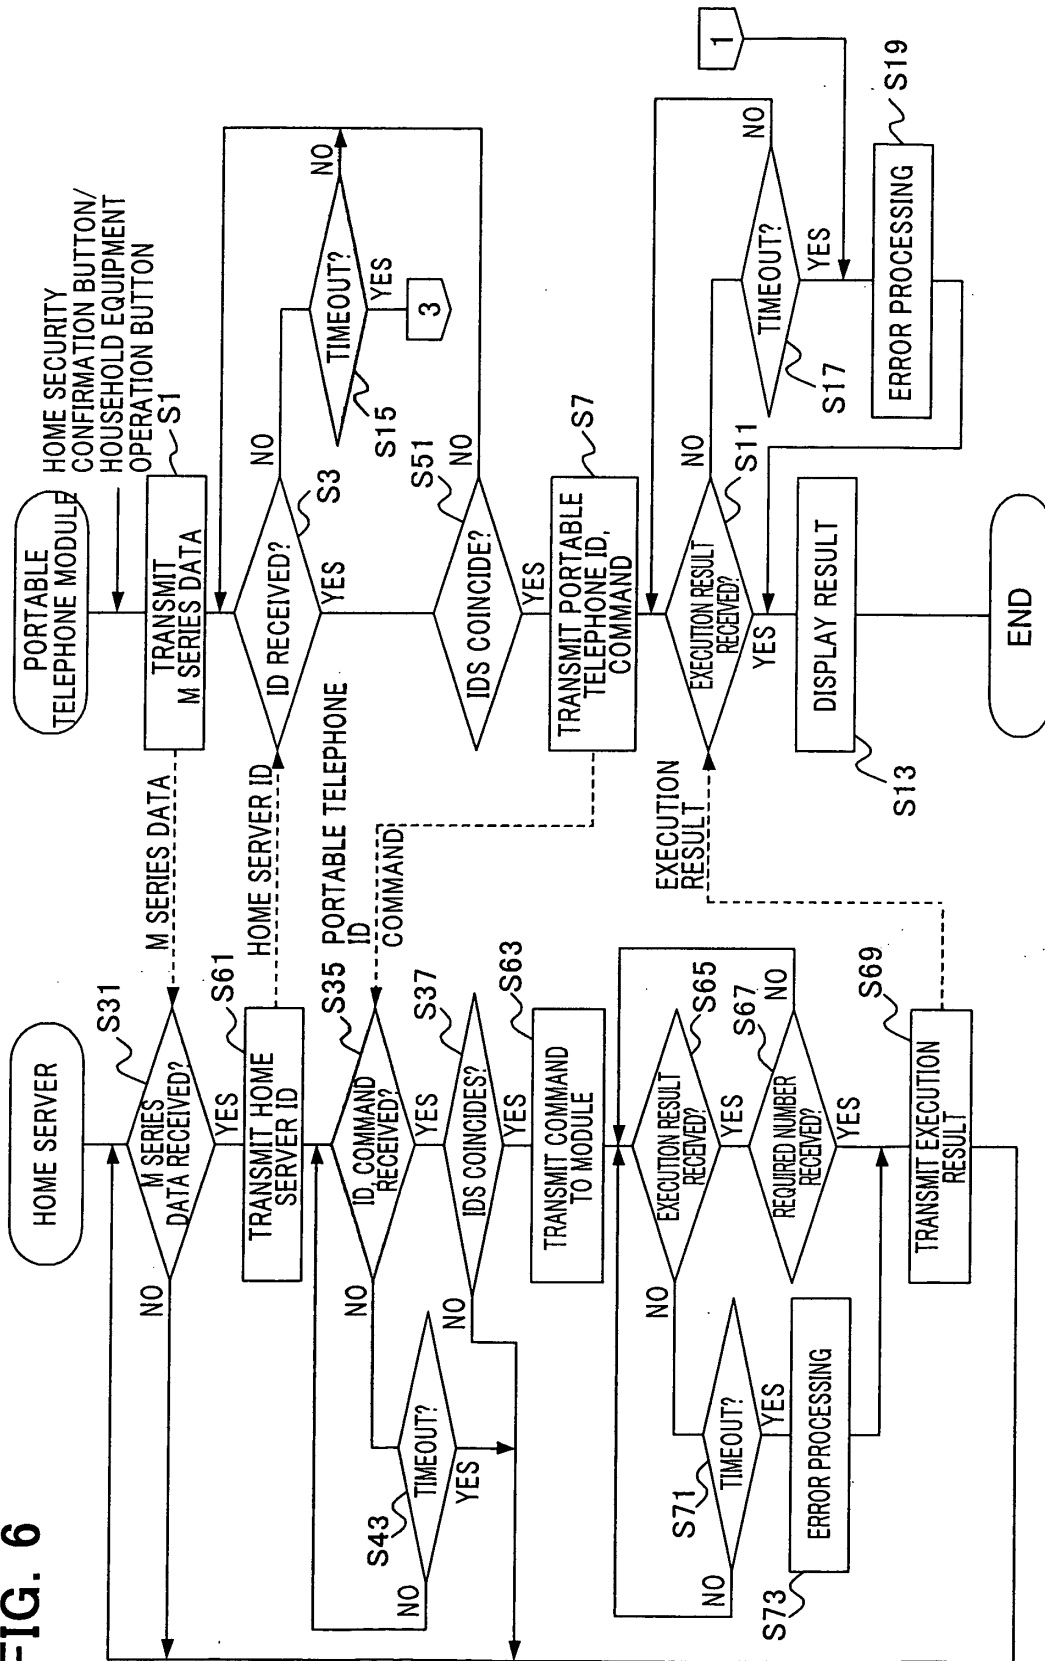 FIG. 6
HOME SERVER
S31
M SERIES
DATA RECEIVED?
NO
YES
S61
TRANSMIT HOME
SERVER ID
S35
ID, COMMAND
RECEIVED?
NO
YES
S43
TIMEOUT?
NO
YES
S37
IDS COINCIDES?
NO
YES
S63
TRANSMIT COMMAND
TO MODULE
S65
EXECUTION RESULT
RECEIVED?
NO
YES
S67
REQUIRED NUMBER
RECEIVED?
NO
YES
S71
TIMEOUT?
NO
YES
S73
ERROR PROCESSING
S69
TRANSMIT EXECUTION
RESULT
M SERIES DATA
HOME SERVER ID
PORTABLE TELEPHONE
ID
COMMAND
EXECUTION
RESULT
PORTABLE
TELEPHONE MODULE
HOME SECURITY
CONFIRMATION BUTTON/
HOUSEHOLD EQUIPMENT
OPERATION BUTTON
S1
TRANSMIT
M SERIES DATA
ID RECEIVED?
S3
NO
YES
TIMEOUT?
S15
NO
YES
3
IDS COINCIDE?
S51
NO
YES
S7
TRANSMIT PORTABLE
TELEPHONE ID,
COMMAND
EXECUTION RESULT
RECEIVED?
S11
NO
YES
TIMEOUT?
S17
NO
YES
1
S19
ERROR PROCESSING
DISPLAY RESULT
S13
END